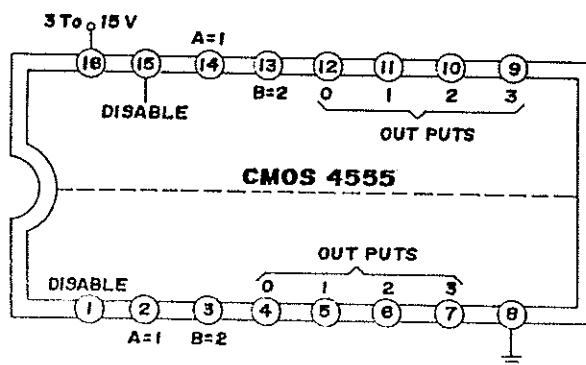 3 To 15 V
A=1
16 15 14 13 12 11 10 9
DISABLE B=2 0 1 2 3
OUT PUTS
CMOS 4555
OUT PUTS
DISABLE 0 1 2 3
1 2 3 4 5 6 7 8
A=1 B=2